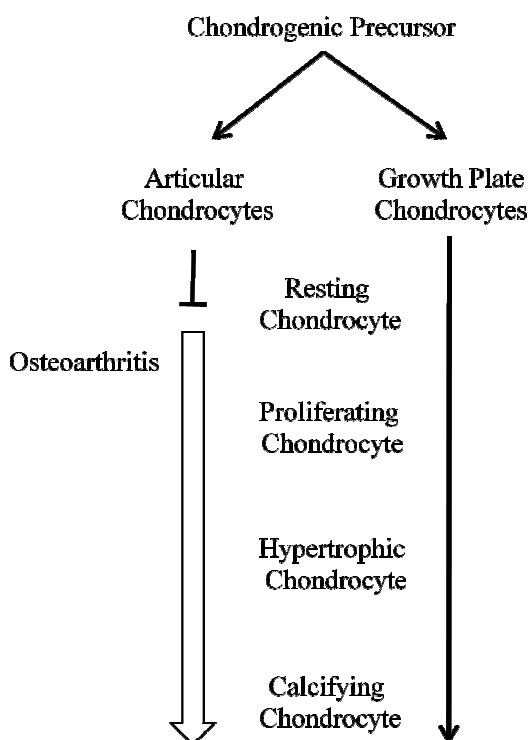 Chondrogenic Precursor
Articular
Chondrocytes
Growth Plate
Chondrocytes
Resting
Chondrocyte
Osteoarthritis
Proliferating
Chondrocyte
Hypertrophic
Chondrocyte
Calcifying
Chondrocyte